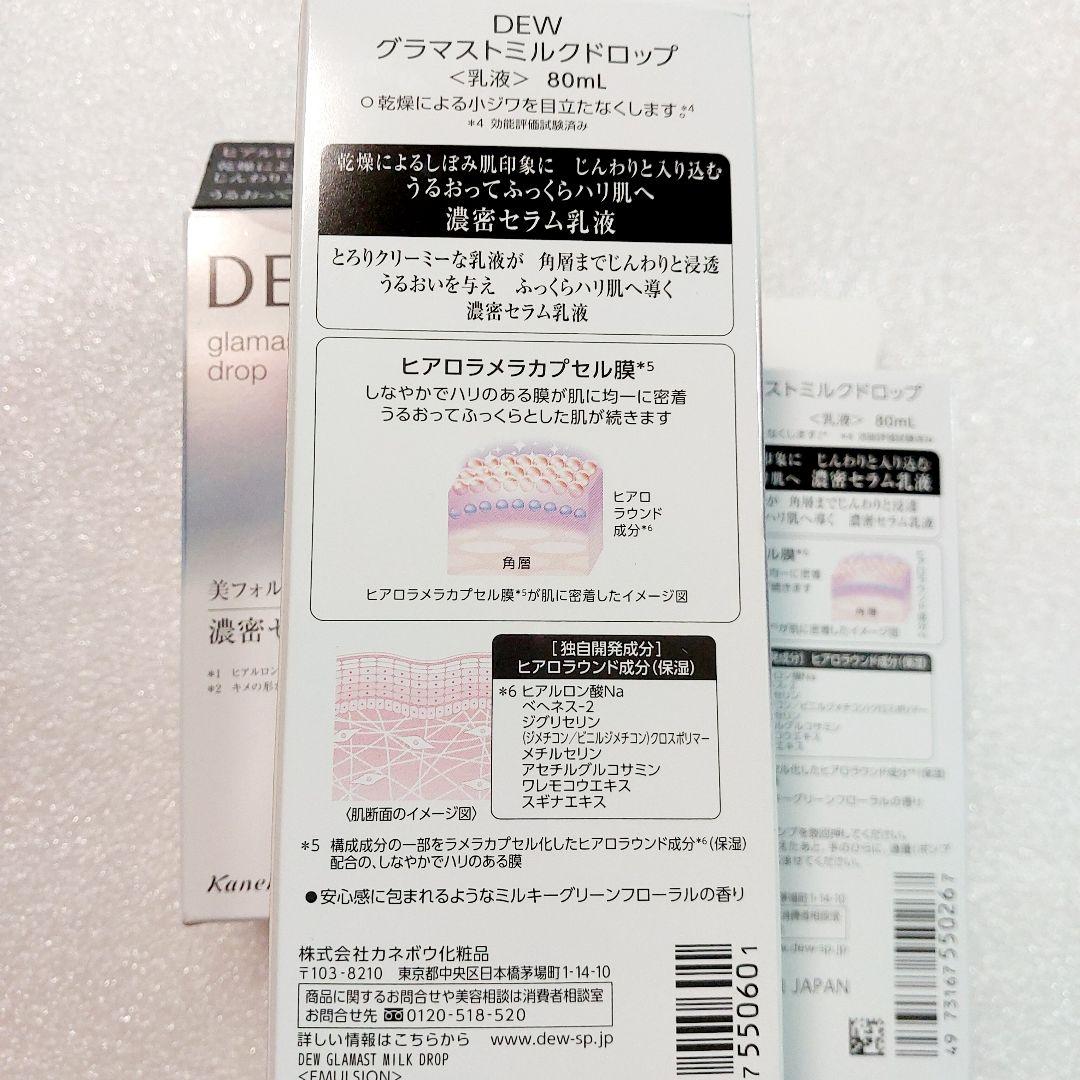 DEW
グラマストミルクドロップ
＜乳液＞ 80mL
○乾燥による小ジワを目立たなくします。*4
*4 効能評価試験済み
乾燥によるしぼみ肌印象に じんわりと入り込む
うるおってふっくらハリ肌へ
濃密セラム乳液
とろりクリーミーな乳液が 角層までじんわりと浸透
うるおいを与え ふっくらハリ肌へ導く
濃密セラム乳液
ヒアロラメラカプセル膜*5
しなやかでハリのある膜が肌に均一に密着
うるおってふっくらとした肌が続きます
ヒアロ
ラウンド
成分*6
角層
ヒアロラメラカプセル膜*5が肌に密着したイメージ図
[独自開発成分]
ヒアロラウンド成分(保湿)
*6 ヒアルロン酸Na
ベヘネス-2
ジグリセリン
(ジメチコン/ビニルジメチコン)クロスポリマー
メチルセリン
アセチルグルコサミン
ワレモコウエキス
スギナエキス
〈肌断面のイメージ図〉
*5 構成成分の一部をラメラカプセル化したヒアロラウンド成分*6(保湿)
配合の、しなやかでハリのある膜
●安心感に包まれるようなミルキーグリーンフローラルの香り
株式会社カネボウ化粧品
〒103-8210 東京都中央区日本橋茅場町1-14-10
商品に関するお問合せや美容相談は消費者相談室
お問合せ先 0120-518-520
詳しい情報はこちらから www.dew-sp.jp
DEW GLAMAST MILK DROP
<EMULSION>
7550601
ヒアルロ
乾燥によ
じんわりと
うるおって
DE
glamas
drop
美フォル
濃密セ
*1 ヒアルロン
*2 キメの形
Kaneb
ストミルクドロップ
＜乳液＞ 80mL
印象に じんわりと入り込む
肌へ 濃密セラム乳液
が 角層までじんわりと浸透
ハリ肌へ導く 濃密セラム乳液
ル膜*5
角層
ヒアロラウンド成分(保湿)
ーグリーンフローラルの香り
町1-14-10
www.dew-sp.jp
JAPAN
49 73167 550267